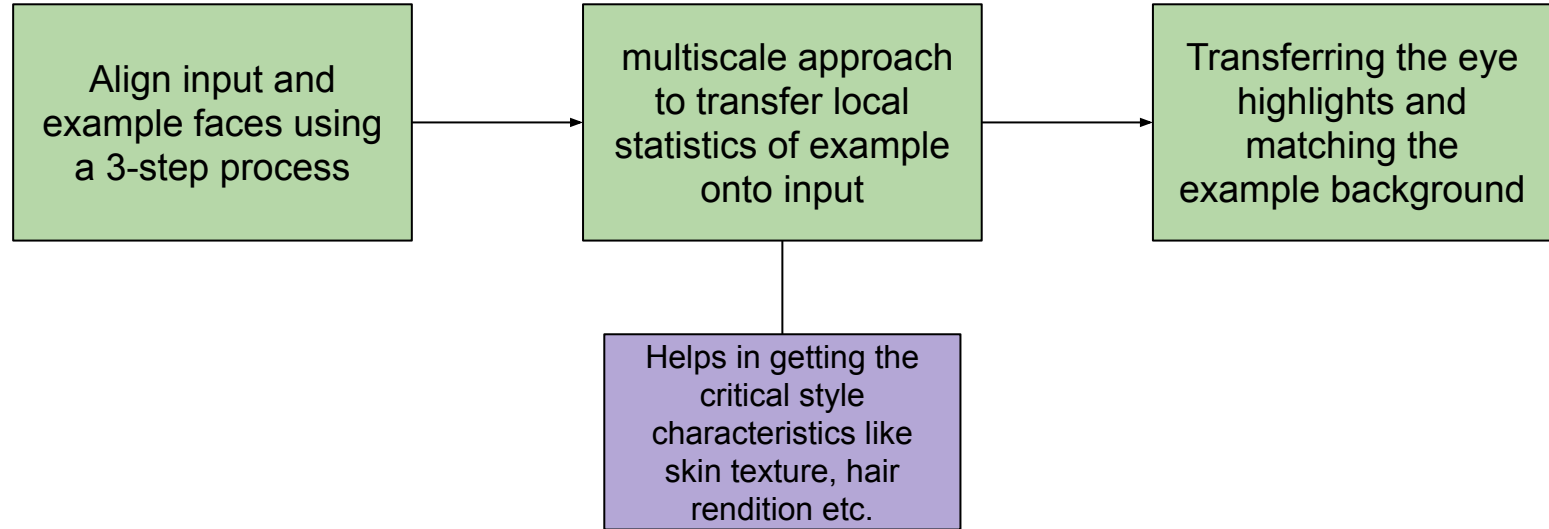 Align input and
example faces using
a 3-step process
multiscale approach
to transfer local
statistics of example
onto input
Transferring the eye
highlights and
matching the
example background
Helps in getting the
critical style
characteristics like
skin texture, hair
rendition etc.